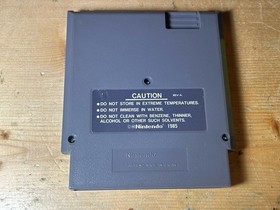 CAUTION
REV-A
●DO NOT STORE IN EXTREME TEMPERATURES.
●DO NOT IMMERSE IN WATER.
●DO NOT CLEAN WITH BENZENE, THINNER,
ALCOHOL OR OTHER SUCH SOLVENTS.
©Nintendo 1985